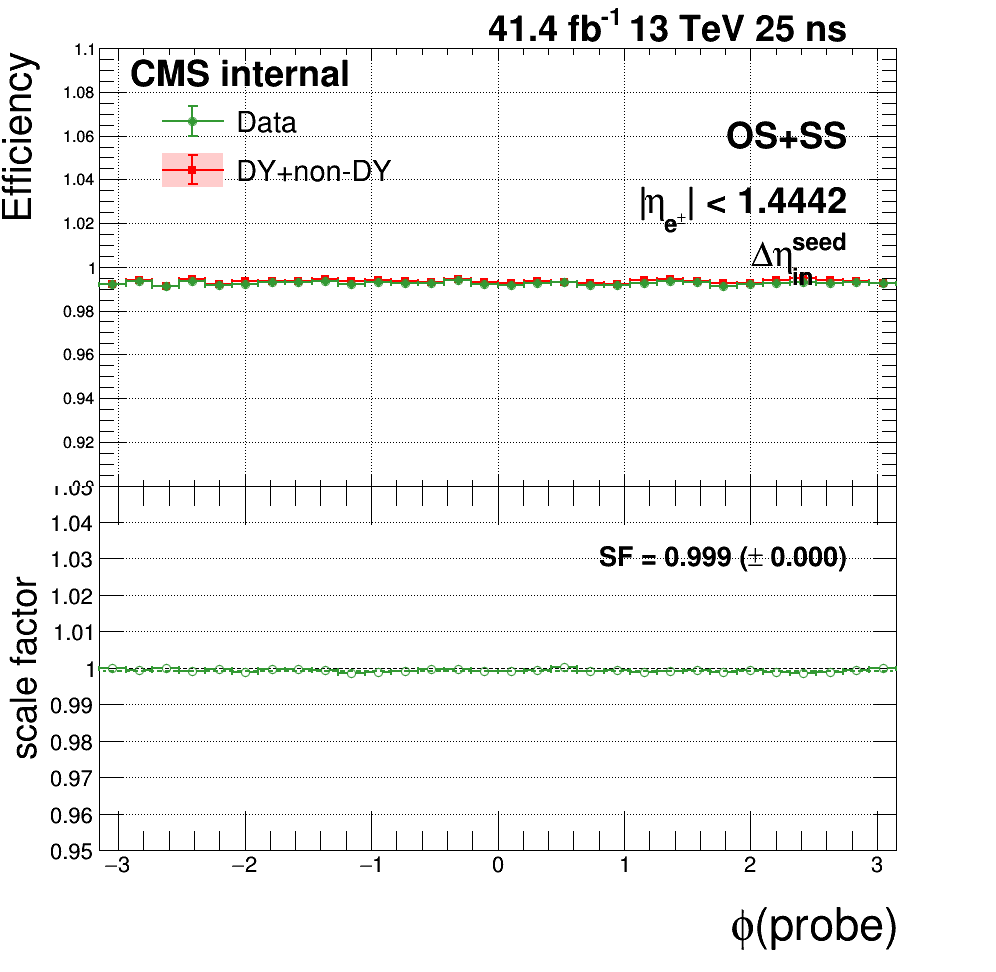 41.4 fb⁻¹ 13 TeV 25 ns
Efficiency
1.1
1.08
1.06
1.04
1.02
1
0.98
0.96
0.94
0.92
CMS internal
Data
DY+non-DY
OS+SS
|η_e±| < 1.4442
Δη_in^seed
scale factor
1.04
1.03
1.02
1.01
1
0.99
0.98
0.97
0.96
0.95
SF = 0.999 (± 0.000)
−3 −2 −1 0 1 2 3
ϕ(probe)